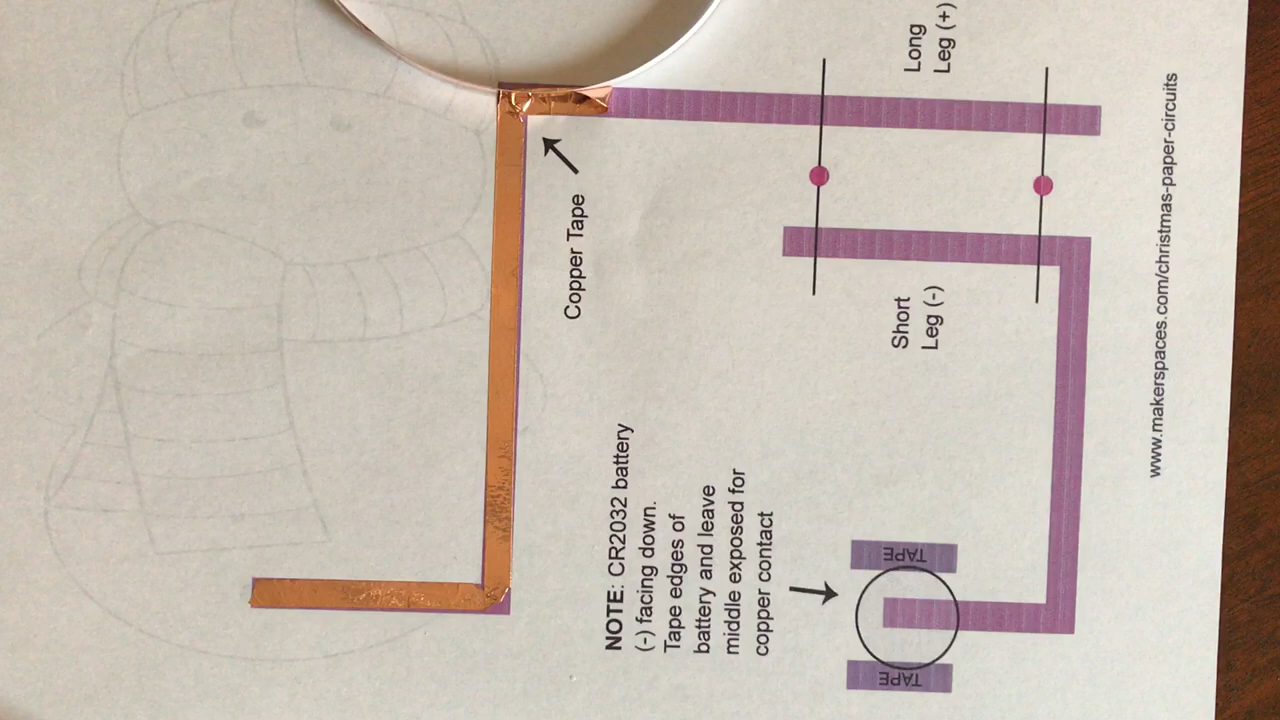 Long
Leg (+)
Copper Tape
Short
Leg (-)
NOTE: CR2032 battery
(-) facing down.
Tape edges of
battery and leave
middle exposed for
copper contact
TAPE
TAPE
www.makerspaces.com/christmas-paper-circuits